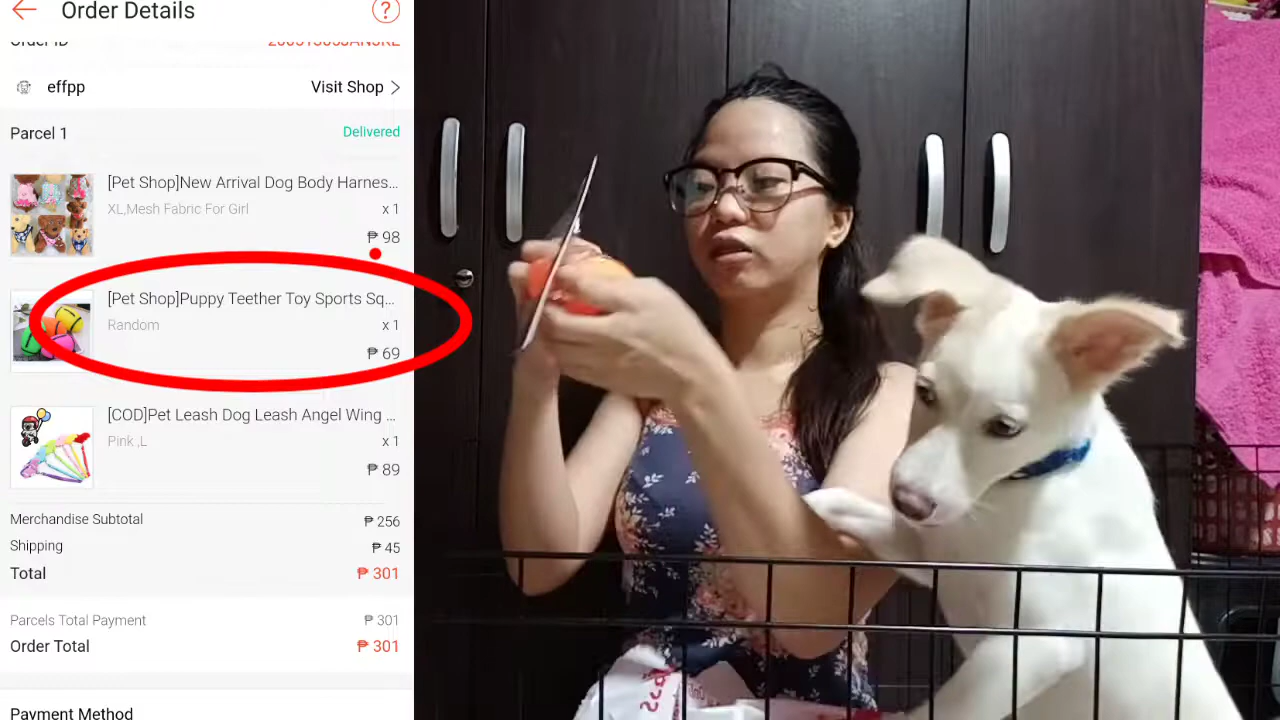 Order Details
?
Order ID
effpp
Visit Shop
Parcel 1
Delivered
[Pet Shop]New Arrival Dog Body Harnes...
XL,Mesh Fabric For Girl
x 1
₱ 98
[Pet Shop]Puppy Teether Toy Sports Sq...
Random
x 1
₱ 69
[COD]Pet Leash Dog Leash Angel Wing ...
Pink ,L
x 1
₱ 89
Merchandise Subtotal
₱ 256
Shipping
₱ 45
Total
₱ 301
Parcels Total Payment
₱ 301
Order Total
₱ 301
Payment Method